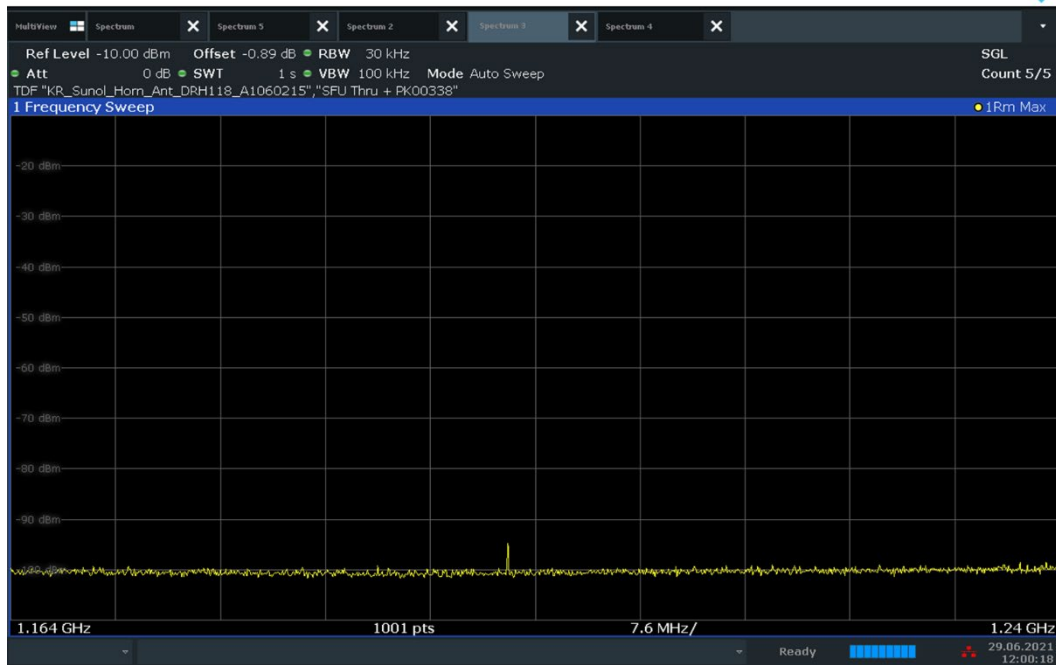 MultiView Spectrum X Spectrum 5 X Spectrum 2 X Spectrum 3 X Spectrum 4 X
Ref Level -10.00 dBm Offset -0.89 dB RBW 30 kHz SGL
Att 0 dB SWT 1 s VBW 100 kHz Mode Auto Sweep Count 5/5
TDF "KR_Sunol_Horn_Ant_DRH118_A1060215","SFU Thru + PK00338"
1 Frequency Sweep 1Rm Max
-20 dBm
-30 dBm
-40 dBm
-50 dBm
-60 dBm
-70 dBm
-80 dBm
-90 dBm
1.164 GHz 1001 pts 7.6 MHz/ 1.24 GHz
Ready 29.06.2021
12:00:18